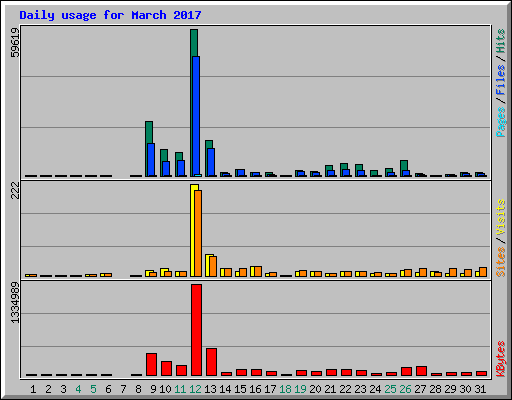 Daily usage for March 2017
59619
Pages / Files / Hits
222
Sites / Visits
1334989
KBytes
1 2 3 4 5 6 7 8 9 10 11 12 13 14 15 16 17 18 19 20 21 22 23 24 25 26 27 28 29 30 31